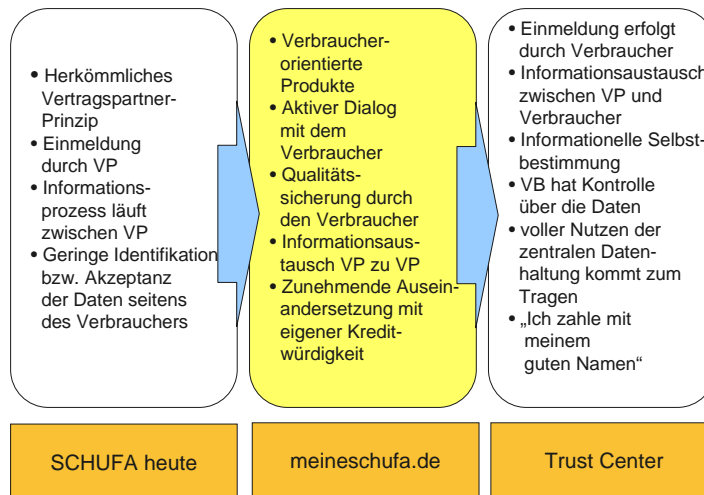 • Herkömmliches
Vertragspartner-
Prinzip
• Einmeldung
durch VP
• Informations-
prozess läuft
zwischen VP
• Geringe Identifikation
bzw. Akzeptanz
der Daten seitens
des Verbrauchers
• Verbraucher-
orientierte
Produkte
• Aktiver Dialog
mit dem
Verbraucher
• Qualitäts-
sicherung durch
den Verbraucher
• Informationsaus-
tausch VP zu VP
• Zunehmende Ausein-
andersetzung mit
eigener Kredit-
würdigkeit
• Einmeldung erfolgt
durch Verbraucher
• Informationsaustausch
zwischen VP und
Verbraucher
• Informationelle Selbst-
bestimmung
• VB hat Kontrolle
über die Daten
• voller Nutzen der
zentralen Daten-
haltung kommt zum
Tragen
• „Ich zahle mit
meinem
guten Namen“
SCHUFA heute
meineschufa.de
Trust Center